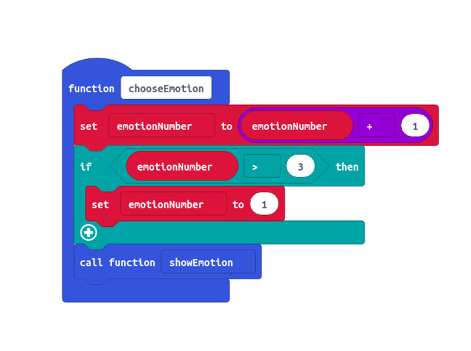 function chooseEmotion
set emotionNumber to emotionNumber + 1
if emotionNumber > 3 then
set emotionNumber to 1
call function showEmotion